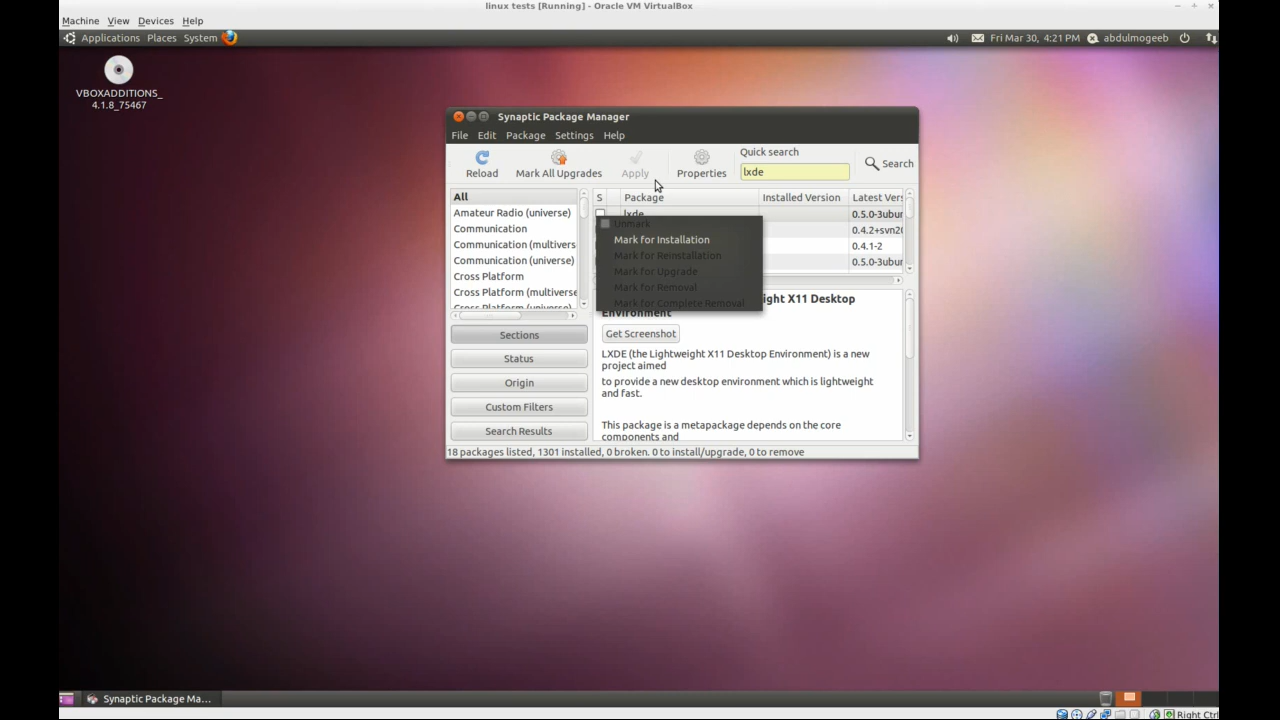 linux tests [Running] - Oracle VM VirtualBox
Machine View Devices Help
Applications Places System
Fri Mar 30, 4:21 PM abdulmogeeb
VBOXADDITIONS_
4.1.8_75467
Synaptic Package Manager
File Edit Package Settings Help
Quick search
Reload Mark All Upgrades Apply Properties lxde Search
All
Amateur Radio (universe)
Communication
Communication (multivers
Communication (universe)
Cross Platform
Cross Platform (multiverse
Cross Platform (universe)
S Package Installed Version Latest Vers
lxde 0.5.0-3ubur
0.4.2+svn20
0.4.1-2
0.5.0-3ubur
Unmark
Mark for Installation
Mark for Reinstallation
Mark for Upgrade
Mark for Removal
Mark for Complete Removal
ight X11 Desktop
Environment
Get Screenshot
LXDE (the Lightweight X11 Desktop Environment) is a new
project aimed
to provide a new desktop environment which is lightweight
and fast.
This package is a metapackage depends on the core
components and
Sections
Status
Origin
Custom Filters
Search Results
18 packages listed, 1301 installed, 0 broken. 0 to install/upgrade, 0 to remove
Synaptic Package Ma...
Right Ctrl